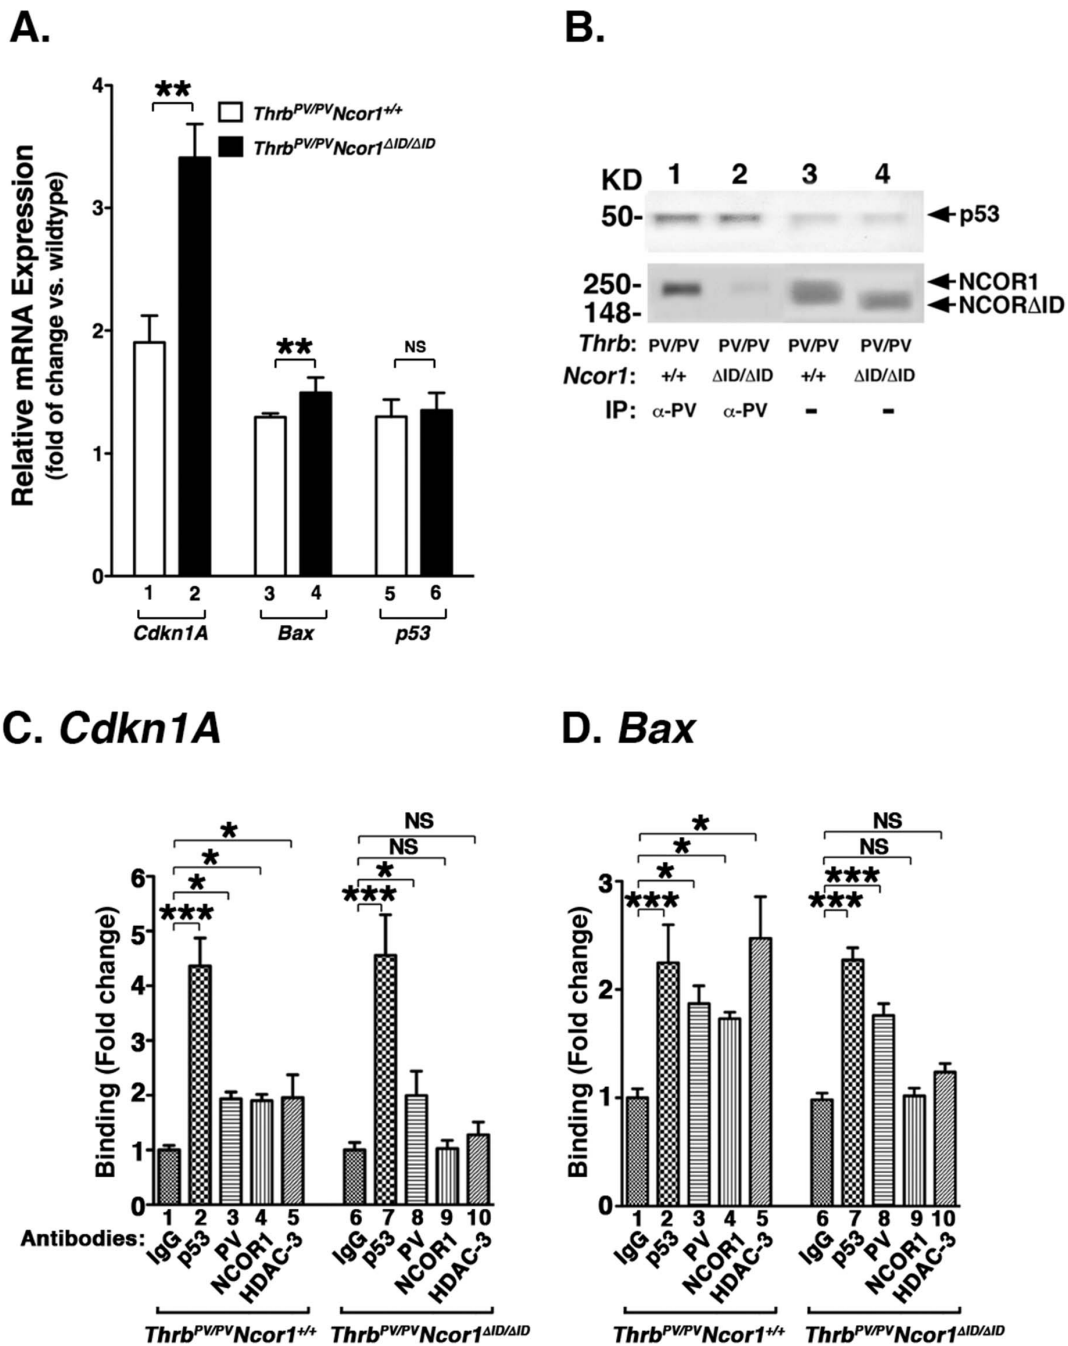 A.
Relative mRNA Expression
(fold of change vs. wildtype)
4
3
2
1
0
**
** 
NS
Thrb^PV/PV Ncor1^+/+
Thrb^PV/PV Ncor1^ΔID/ΔID
1 2 3 4 5 6
Cdkn1A Bax p53
B.
KD 1 2 3 4
50- p53
250- NCOR1
148- NCORΔID
Thrb: PV/PV PV/PV PV/PV PV/PV
Ncor1: +/+ ΔID/ΔID +/+ ΔID/ΔID
IP: α-PV α-PV - -
C. Cdkn1A
Binding (Fold change)
6
5
4
3
2
1
0
*
*
*
***
NS
NS
*
***
1 2 3 4 5 6 7 8 9 10
Antibodies: IgG p53 PV NCOR1 HDAC-3 IgG p53 PV NCOR1 HDAC-3
Thrb^PV/PV Ncor1^+/+ Thrb^PV/PV Ncor1^ΔID/ΔID
D. Bax
Binding (Fold change)
3
2
1
0
*
*
*
***
NS
NS
***
***
1 2 3 4 5 6 7 8 9 10
IgG p53 PV NCOR1 HDAC-3 IgG p53 PV NCOR1 HDAC-3
Thrb^PV/PV Ncor1^+/+ Thrb^PV/PV Ncor1^ΔID/ΔID